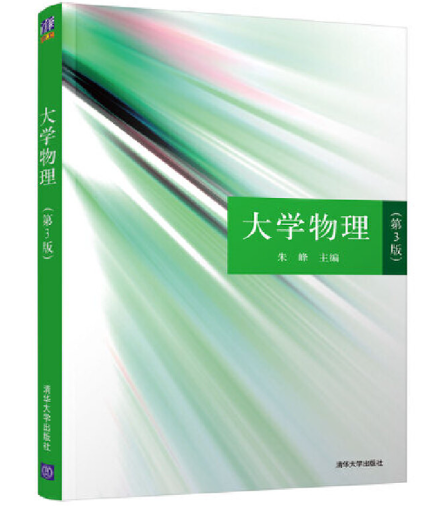 大学物理
（第3版）
清华大学出版社
大学物理
（第3版）
朱 峰 主编
清华大学出版社